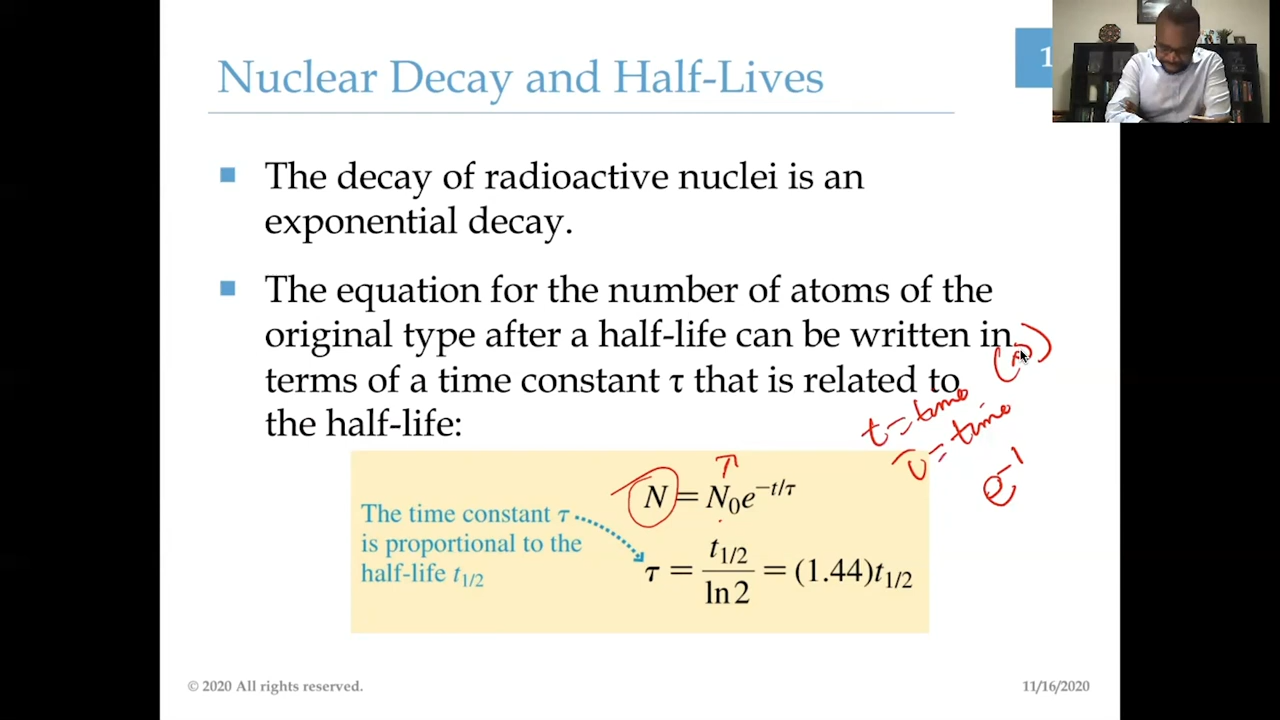 Nuclear Decay and Half-Lives
1
The decay of radioactive nuclei is an
exponential decay.
The equation for the number of atoms of the
original type after a half-life can be written in
terms of a time constant τ that is related to
the half-life:
t = time
τ = time
e⁻¹
N = N₀e^{−t/τ}
The time constant τ
is proportional to the
half-life t₁/₂
τ = t₁/₂ / ln 2 = (1.44)t₁/₂
© 2020 All rights reserved.
11/16/2020